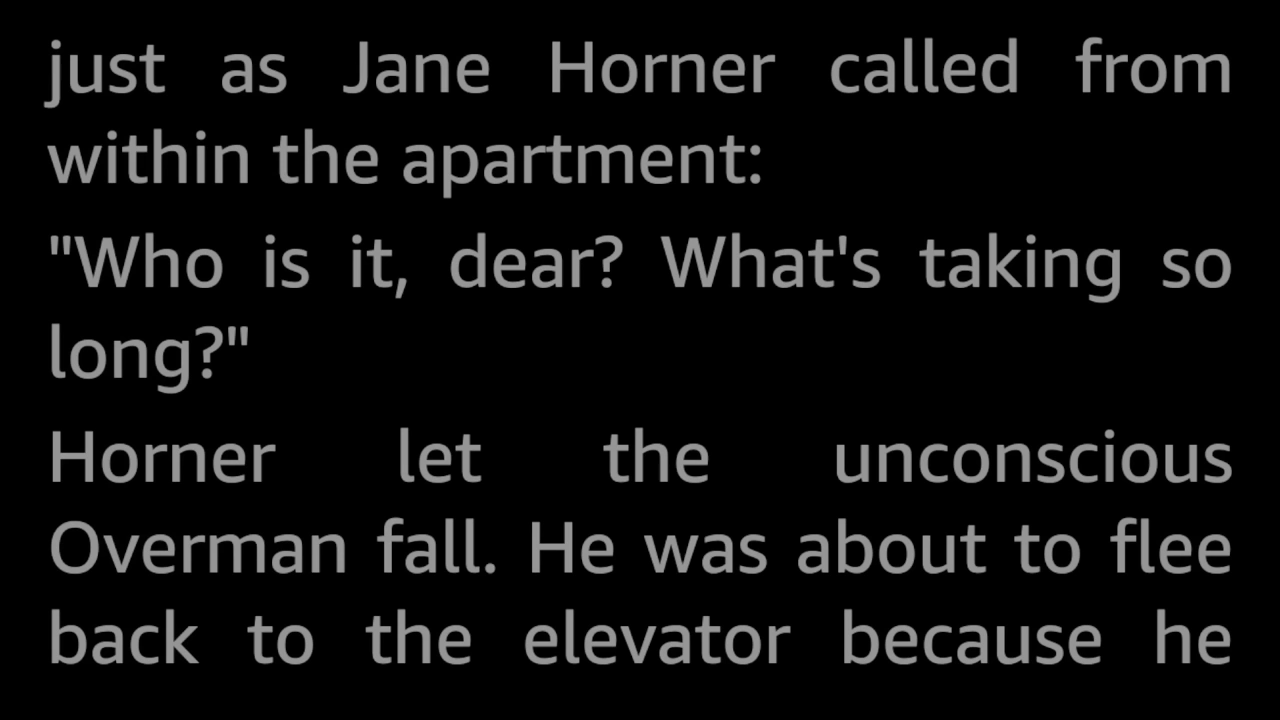 just as Jane Horner called from
within the apartment:
"Who is it, dear? What's taking so
long?"
Horner let the unconscious
Overman fall. He was about to flee
back to the elevator because he